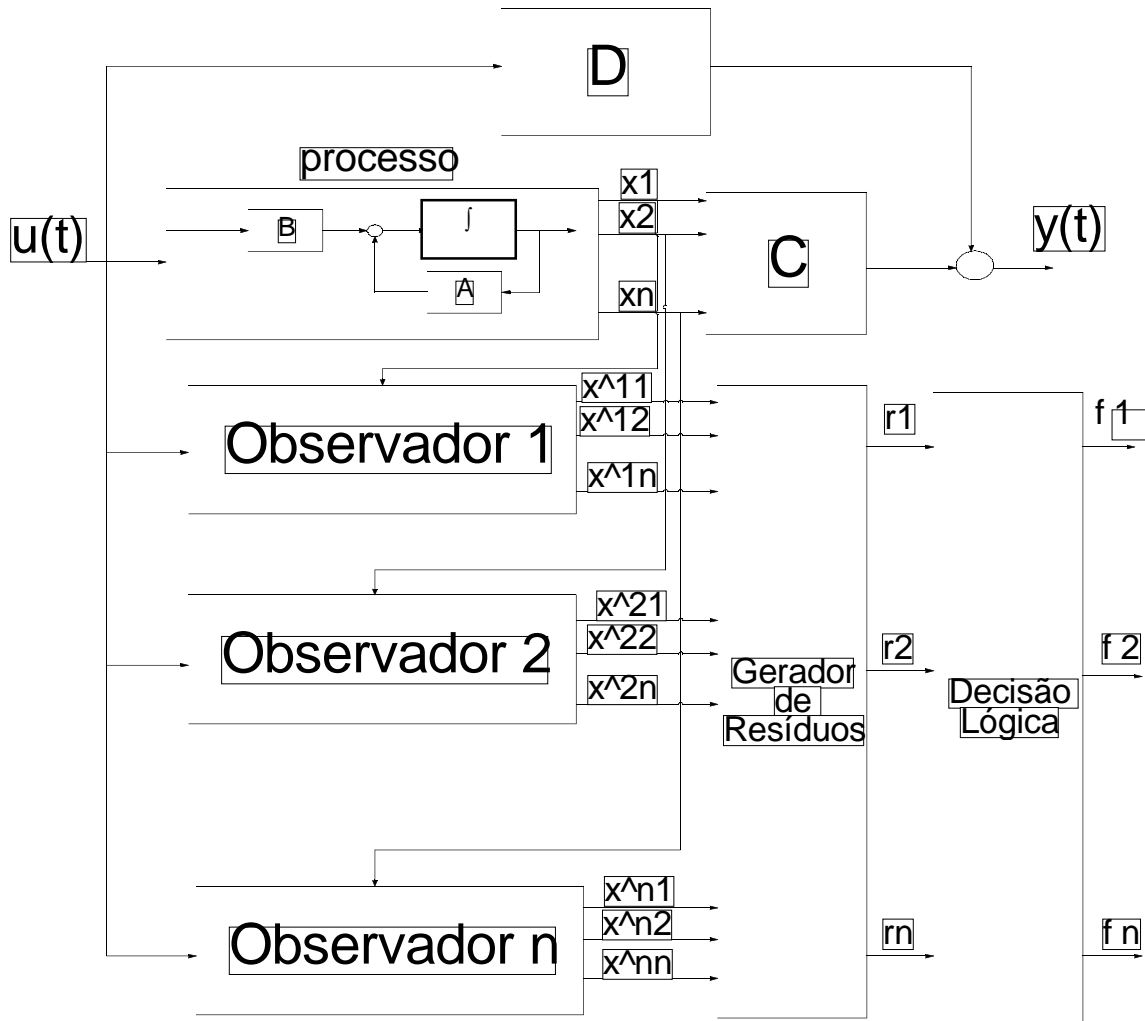 D
processo
x1
x2
xn
u(t)
B
∫
A
C
y(t)
Observador 1
x^11
x^12
x^1n
r1
f 1
Observador 2
x^21
x^22
x^2n
Gerador
de
Resíduos
r2
Decisão
Lógica
f 2
Observador n
x^n1
x^n2
x^nn
rn
f n